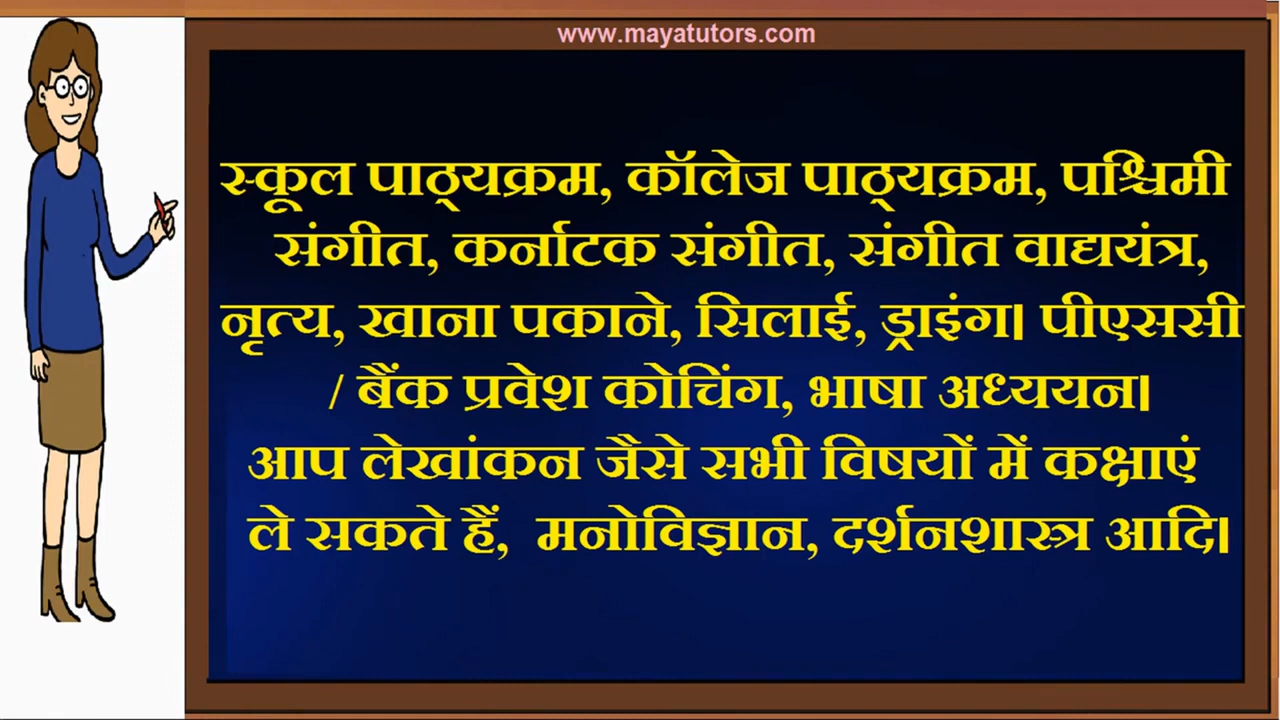 www.mayatutors.com
स्कूल पाठ्यक्रम, कॉलेज पाठ्यक्रम, पश्चिमी
संगीत, कर्नाटक संगीत, संगीत वाद्ययंत्र,
नृत्य, खाना पकाने, सिलाई, ड्राइंग। पीएससी
/ बैंक प्रवेश कोचिंग, भाषा अध्ययन।
आप लेखांकन जैसे सभी विषयों में कक्षाएं
ले सकते हैं, मनोविज्ञान, दर्शनशास्त्र आदि।